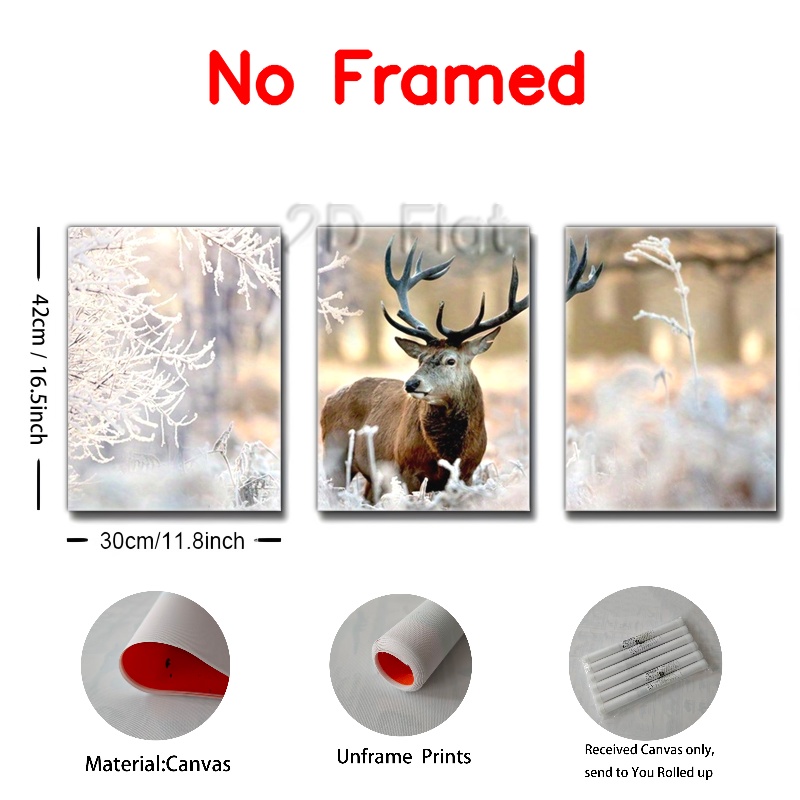 No Framed
2D Flat
42cm / 16.5inch
30cm/11.8inch
Material:Canvas
Unframe Prints
Received Canvas only,
send to You Rolled up